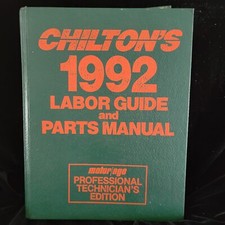 CHILTON'S
1992
LABOR GUIDE
and
PARTS MANUAL
motor/age
PROFESSIONAL
TECHNICIAN'S
EDITION